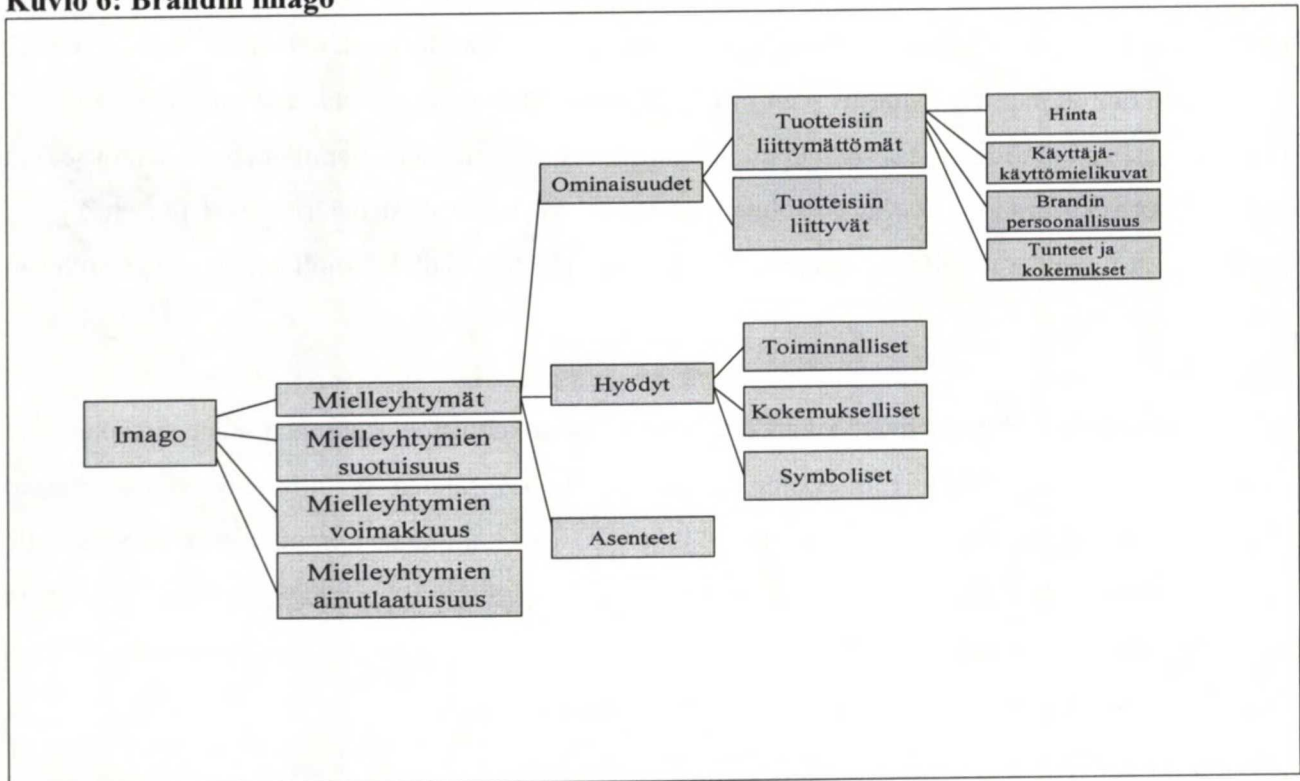 Kuvio 6: Brandin imago
Imago
Mielleyhtymät
Mielleyhtymien
suotuisuus
Mielleyhtymien
voimakkuus
Mielleyhtymien
ainutlaatuisuus
Ominaisuudet
Hyödyt
Asenteet
Tuotteisiin
liittymättömät
Tuotteisiin
liittyvät
Toiminnalliset
Kokemukselliset
Symboliset
Hinta
Käyttäjä-
käyttömielikuvat
Brandin
persoonallisuus
Tunteet ja
kokemukset